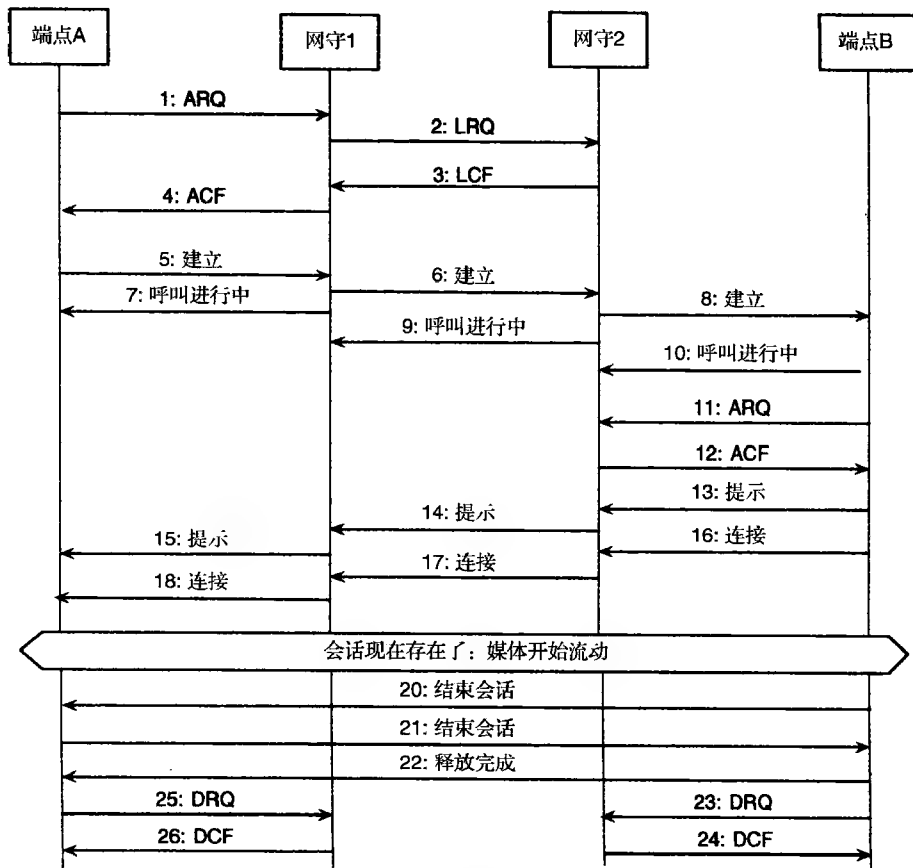 端点A
网守1
网守2
端点B
1: ARQ
2: LRQ
3: LCF
4: ACF
5: 建立
6: 建立
7: 呼叫进行中
8: 建立
9: 呼叫进行中
10: 呼叫进行中
11: ARQ
12: ACF
13: 提示
14: 提示
15: 提示
16: 连接
17: 连接
18: 连接
会话现在存在了：媒体开始流动
20: 结束会话
21: 结束会话
22: 释放完成
25: DRQ
23: DRQ
26: DCF
24: DCF